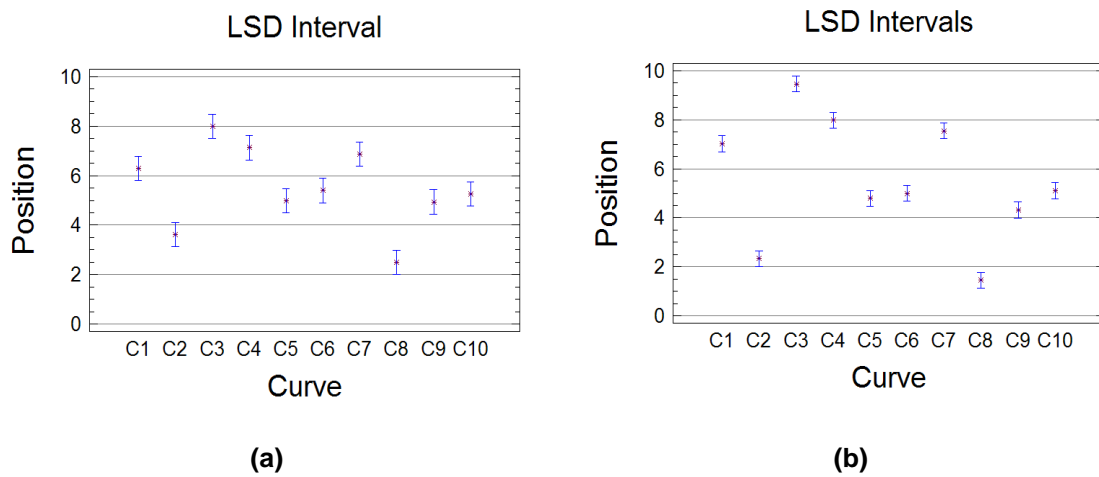 LSD Interval
10
8
6
4
2
0
Position
C1 C2 C3 C4 C5 C6 C7 C8 C9 C10
Curve
(a)
LSD Intervals
10
8
6
4
2
0
Position
C1 C2 C3 C4 C5 C6 C7 C8 C9 C10
Curve
(b)